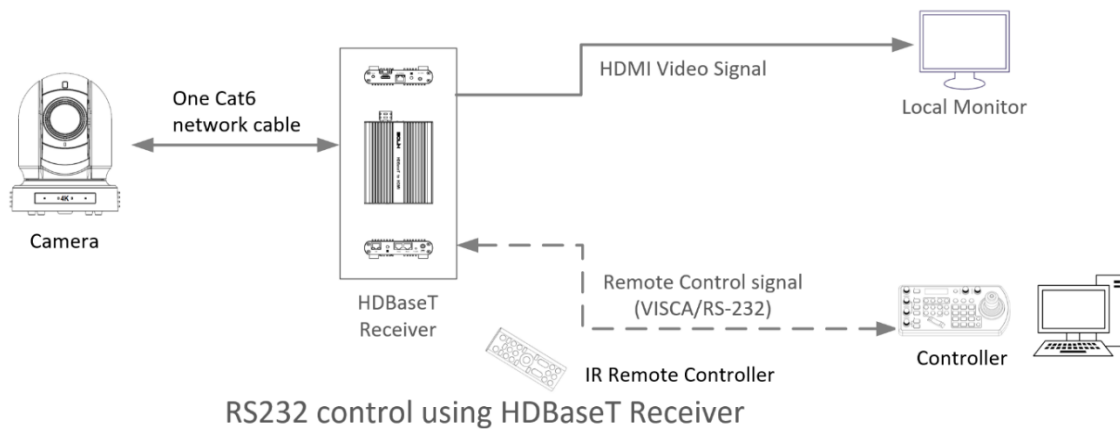 HDMI Video Signal
Local Monitor
One Cat6
network cable
4K
Camera
HDBaseT
Receiver
Remote Control signal
(VISCA/RS-232)
Controller
IR Remote Controller
RS232 control using HDBaseT Receiver